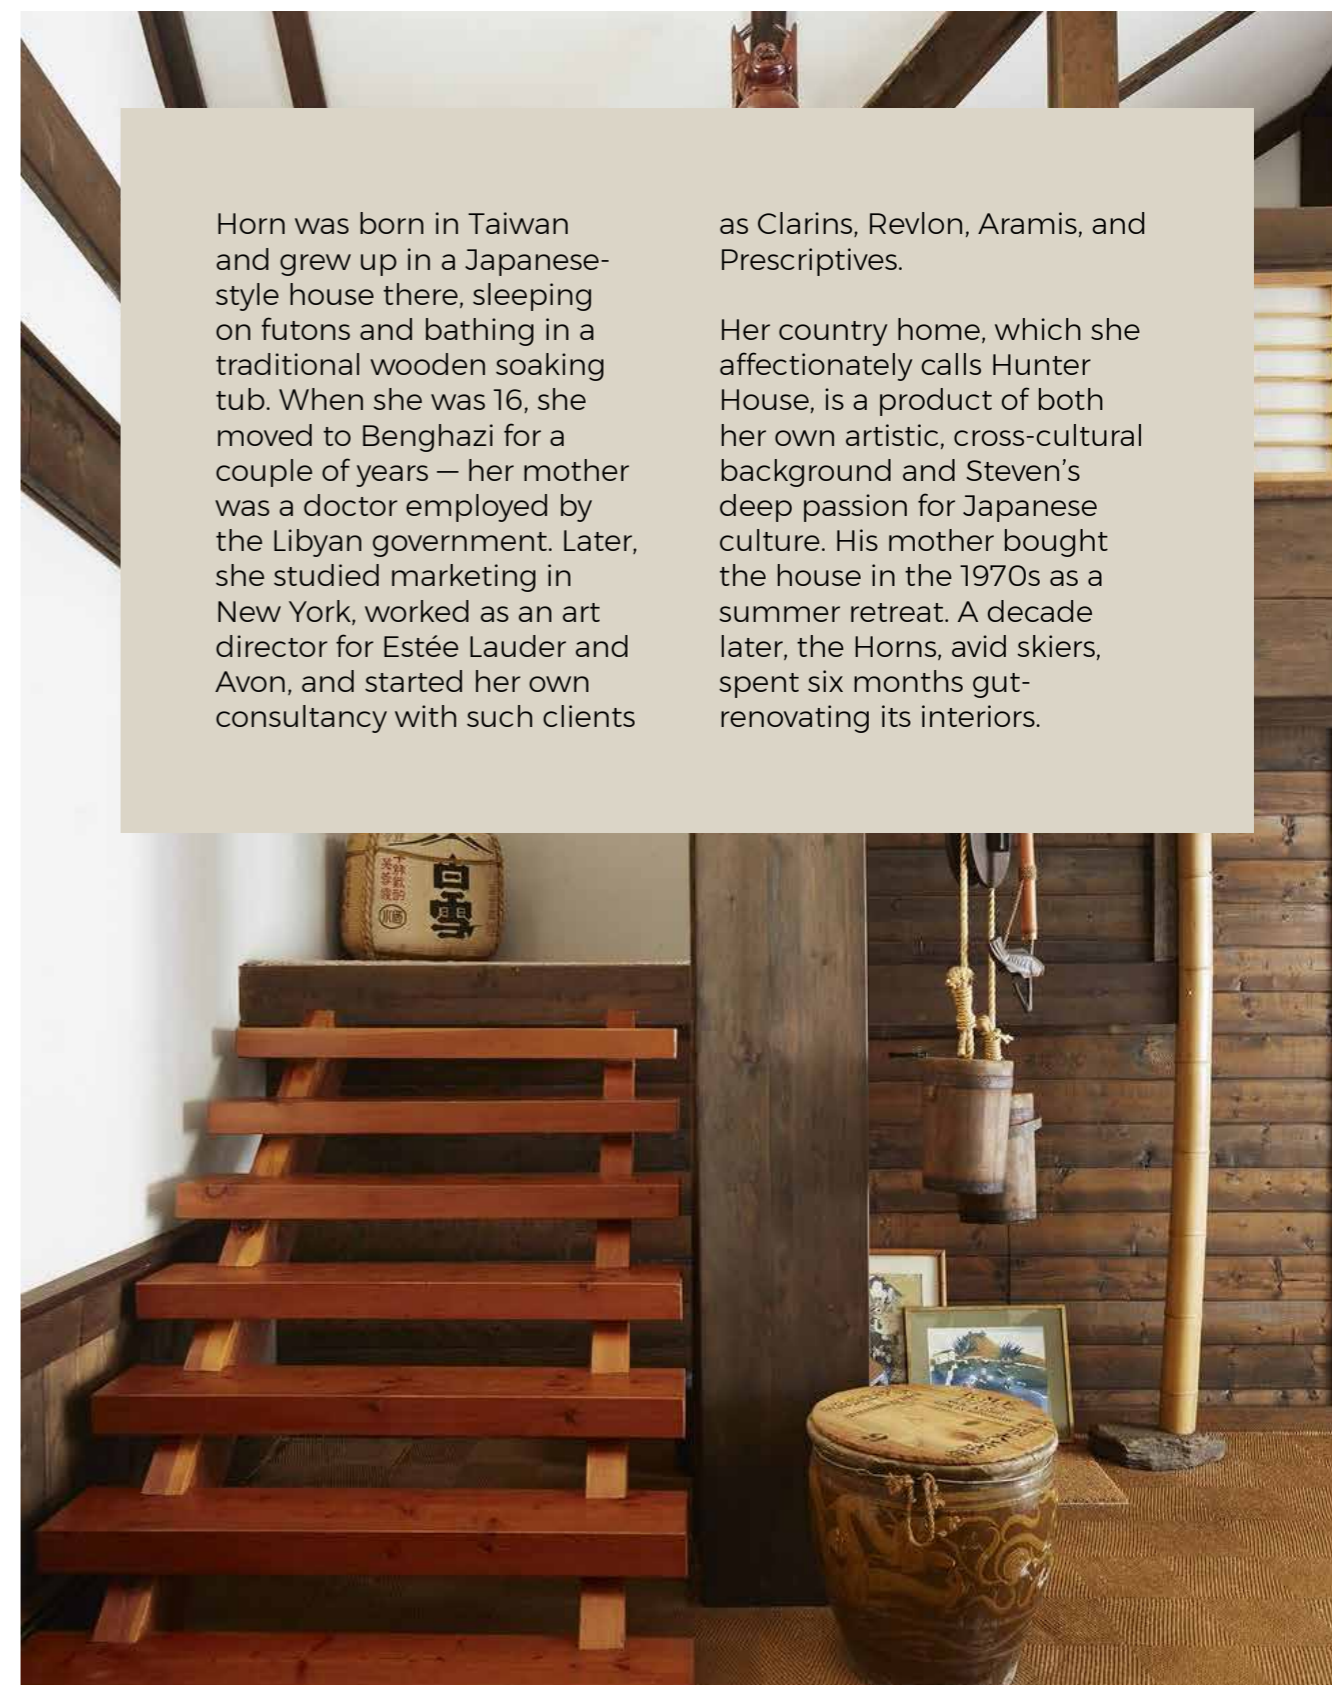 Horn was born in Taiwan
and grew up in a Japanese-
style house there, sleeping
on futons and bathing in a
traditional wooden soaking
tub. When she was 16, she
moved to Benghazi for a
couple of years — her mother
was a doctor employed by
the Libyan government. Later,
she studied marketing in
New York, worked as an art
director for Estée Lauder and
Avon, and started her own
consultancy with such clients
as Clarins, Revlon, Aramis, and
Prescriptives.
Her country home, which she
affectionately calls Hunter
House, is a product of both
her own artistic, cross-cultural
background and Steven’s
deep passion for Japanese
culture. His mother bought
the house in the 1970s as a
summer retreat. A decade
later, the Horns, avid skiers,
spent six months gut-
renovating its interiors.
白雪